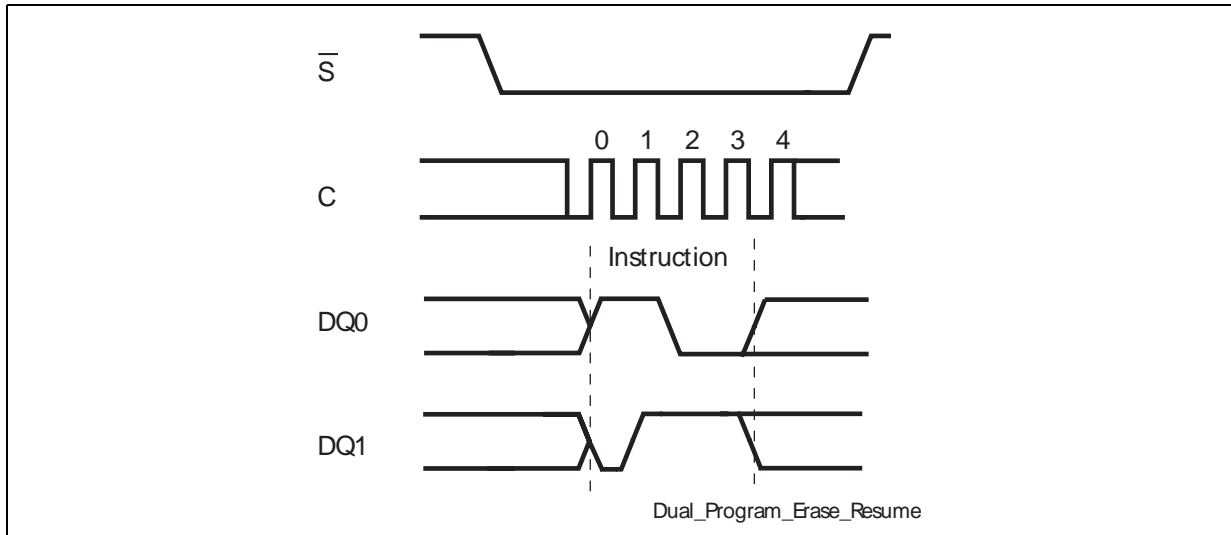 S
0 1 2 3 4
C
Instruction
DQ0
DQ1
Dual_Program_Erase_Resume